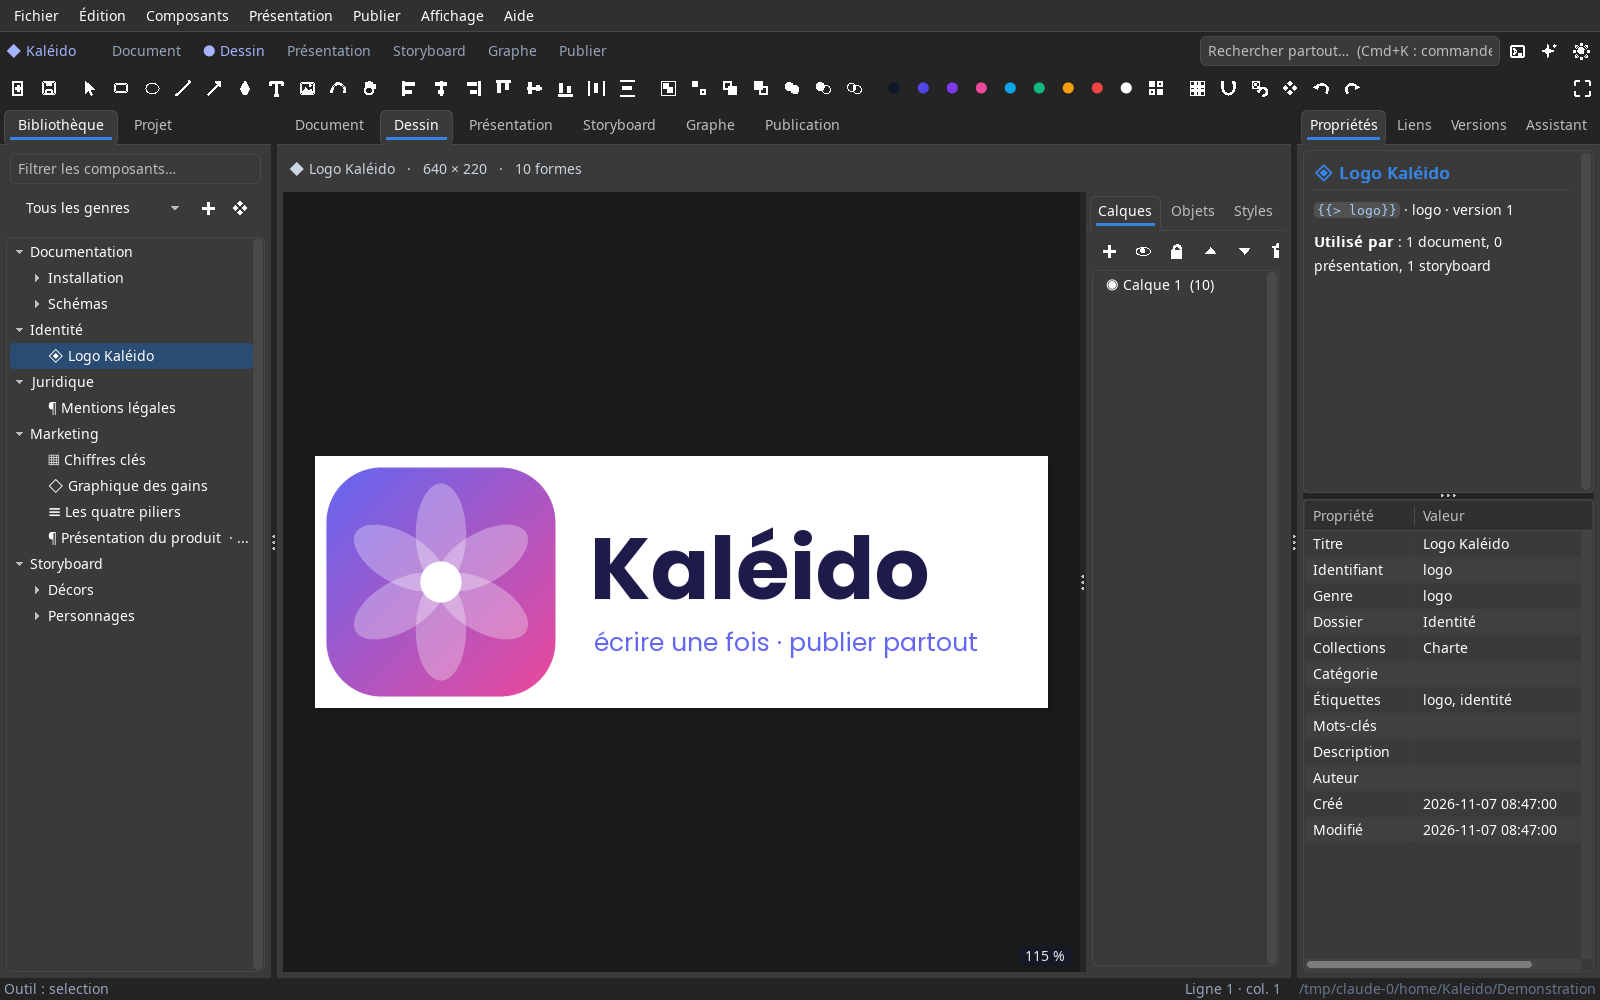 Fichier Édition Composants Présentation Publier Affichage Aide
Kaléido Document Dessin Présentation Storyboard Graphe Publier
Rechercher partout... (Cmd+K : commande
Bibliothèque Projet
Document Dessin Présentation Storyboard Graphe Publication
Propriétés Liens Versions Assistant
Filtrer les composants...
Tous les genres
Documentation
Installation
Schémas
Identité
Logo Kaléido
Juridique
¶ Mentions légales
Marketing
Chiffres clés
Graphique des gains
Les quatre piliers
¶ Présentation du produit · ...
Storyboard
Décors
Personnages
Logo Kaléido · 640 × 220 · 10 formes
Kaléido
écrire une fois · publier partout
115 %
Calques Objets Styles
Calque 1 (10)
Logo Kaléido
{{> logo}} · logo · version 1
Utilisé par : 1 document, 0
présentation, 1 storyboard
Propriété Valeur
Titre Logo Kaléido
Identifiant logo
Genre logo
Dossier Identité
Collections Charte
Catégorie
Étiquettes logo, identité
Mots-clés
Description
Auteur
Créé 2026-11-07 08:47:00
Modifié 2026-11-07 08:47:00
Outil : selection
Ligne 1 · col. 1
/tmp/claude-0/home/Kaleido/Demonstration